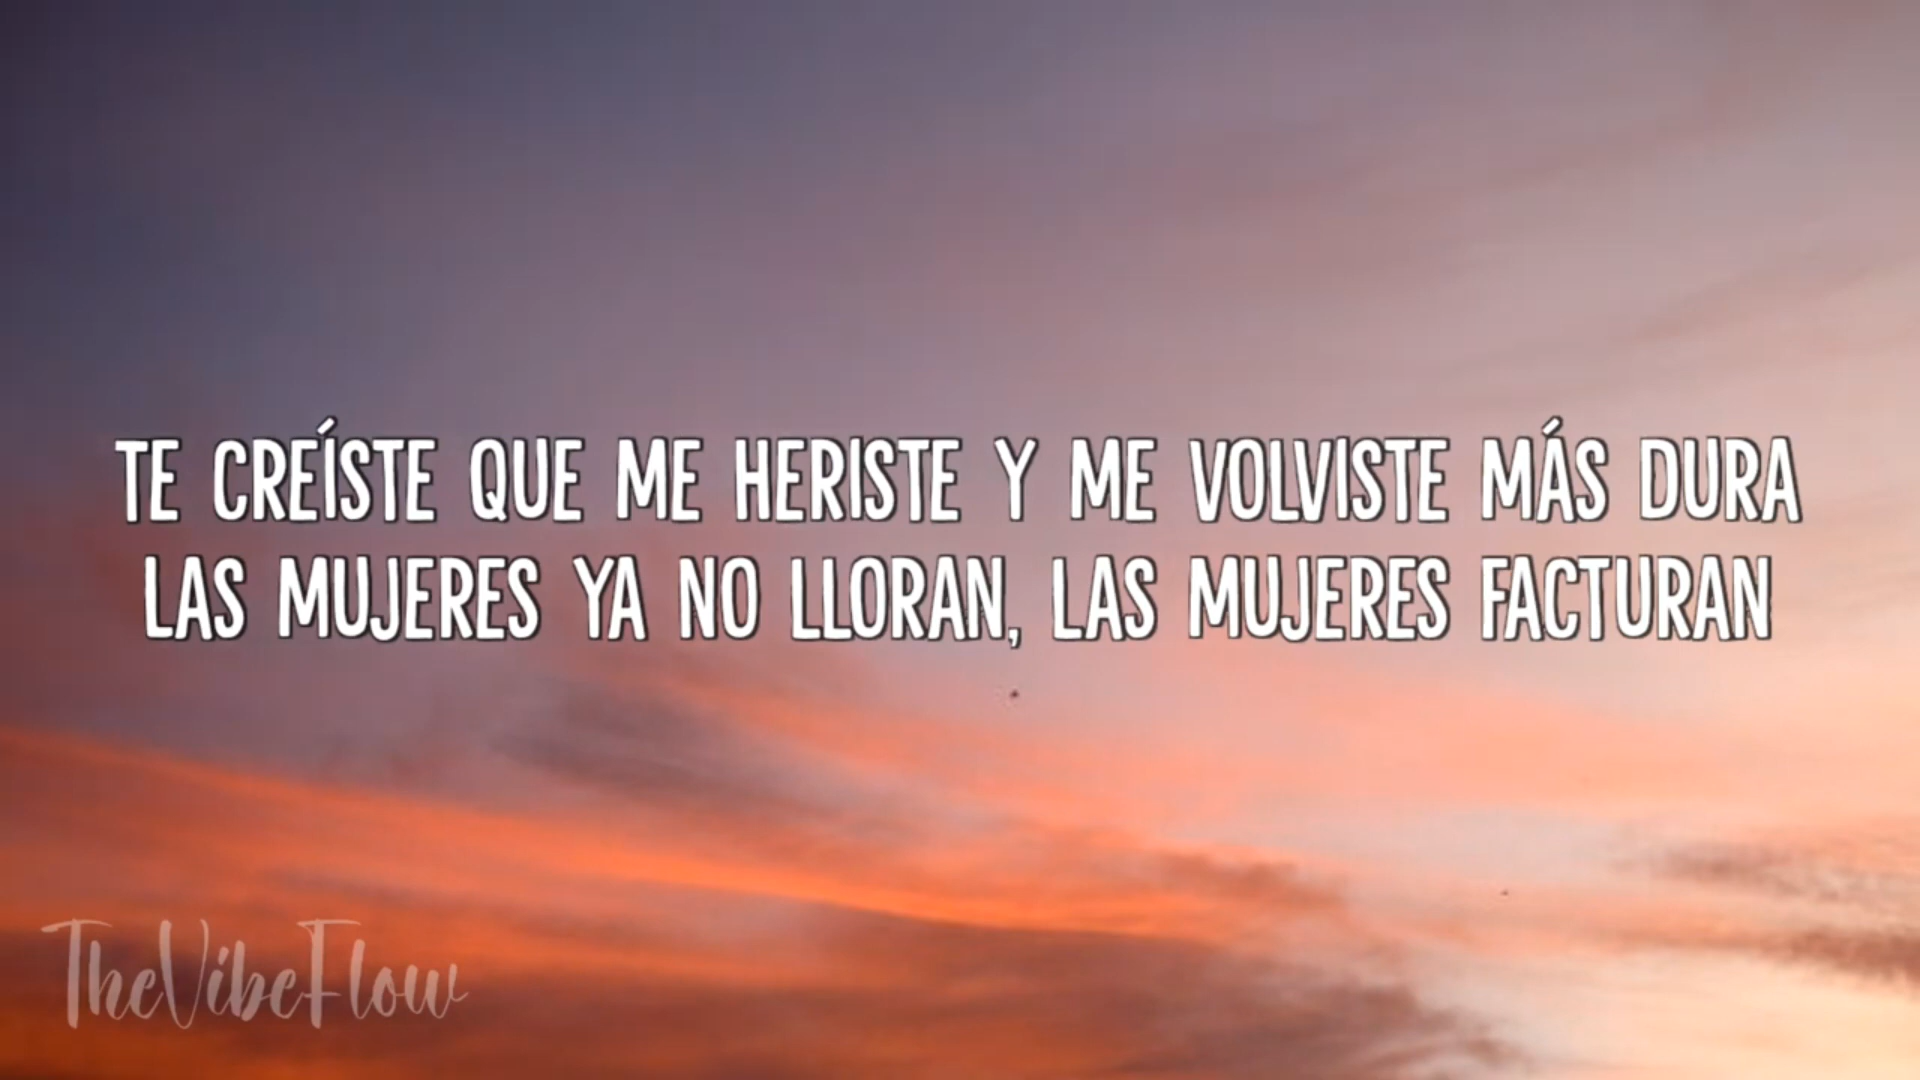 TE CREÍSTE QUE ME HERISTE Y ME VOLVISTE MÁS DURA
LAS MUJERES YA NO LLORAN, LAS MUJERES FACTURAN
TheVibeFlow